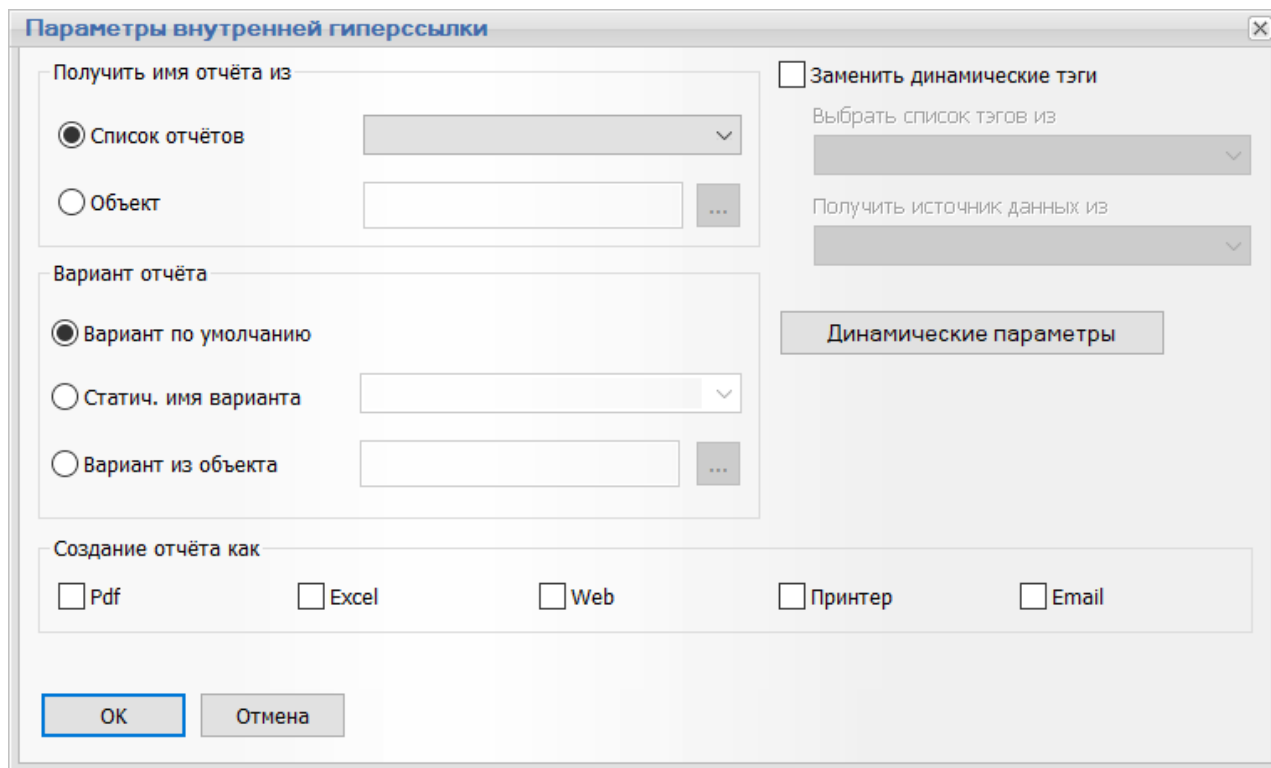 Параметры внутренней гиперссылки
Получить имя отчёта из
Список отчётов
Объект
...
Вариант отчёта
Вариант по умолчанию
Статич. имя варианта
Вариант из объекта
...
Заменить динамические тэги
Выбрать список тэгов из
Получить источник данных из
Динамические параметры
Создание отчёта как
Pdf Excel Web Принтер Email
OK Отмена